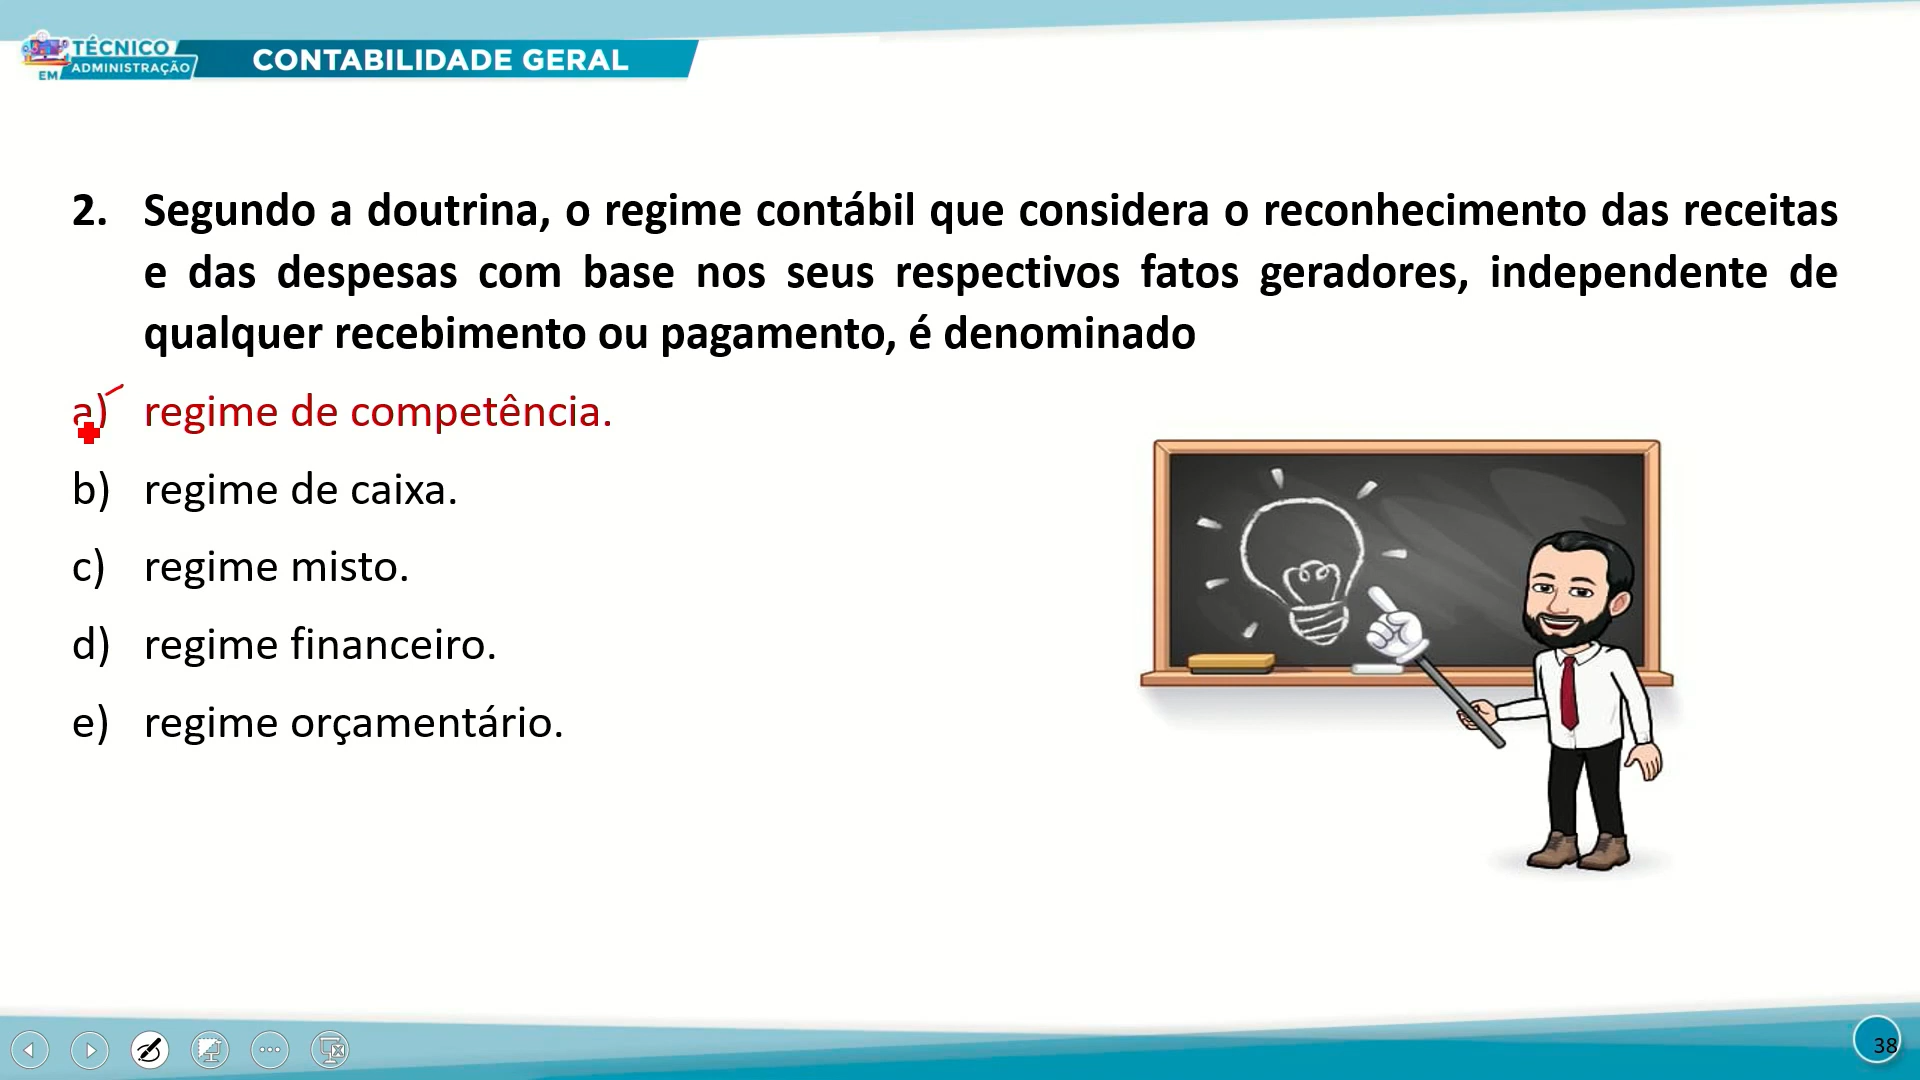 TÉCNICO
EM ADMINISTRAÇÃO
CONTABILIDADE GERAL
2. Segundo a doutrina, o regime contábil que considera o reconhecimento das receitas
e das despesas com base nos seus respectivos fatos geradores, independente de
qualquer recebimento ou pagamento, é denominado
a) regime de competência.
b) regime de caixa.
c) regime misto.
d) regime financeiro.
e) regime orçamentário.
38